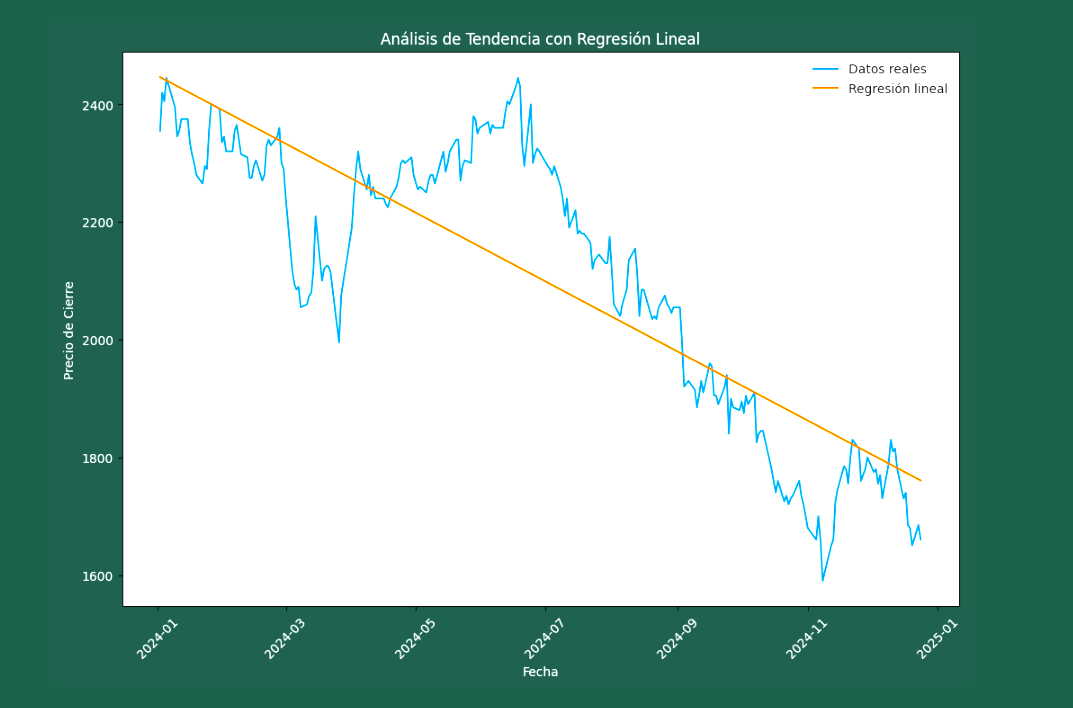 Análisis de Tendencia con Regresión Lineal
Datos reales
Regresión lineal
Precio de Cierre
2400
2200
2000
1800
1600
2024-01
2024-03
2024-05
2024-07
2024-09
2024-11
2025-01
Fecha